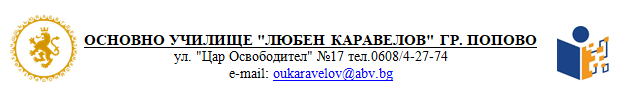 ОСНОВНО УЧИЛИЩЕ "ЛЮБЕН КАРАВЕЛОВ" ГР. ПОПОВО
ул. "Цар Освободител" №17 тел.0608/4-27-74
e-mail: oukaravelov@abv.bg